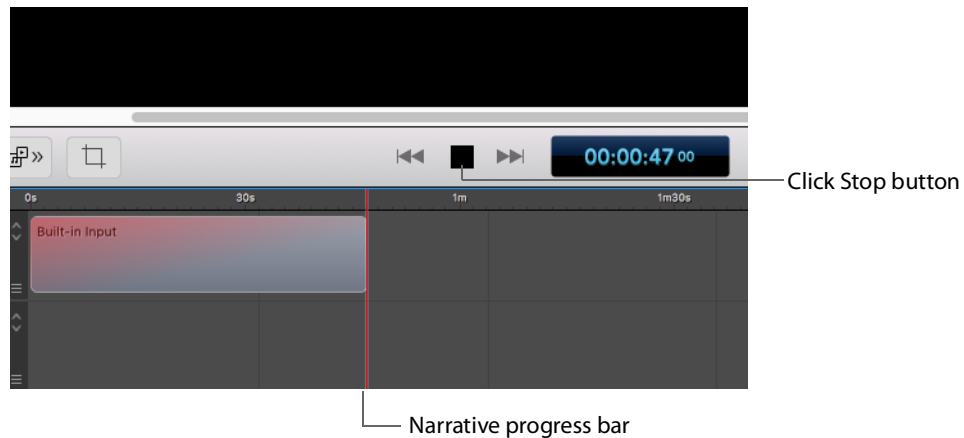 00:00:47 00
Click Stop button
0s 30s 1m 1m30s
Built-in Input
Narrative progress bar